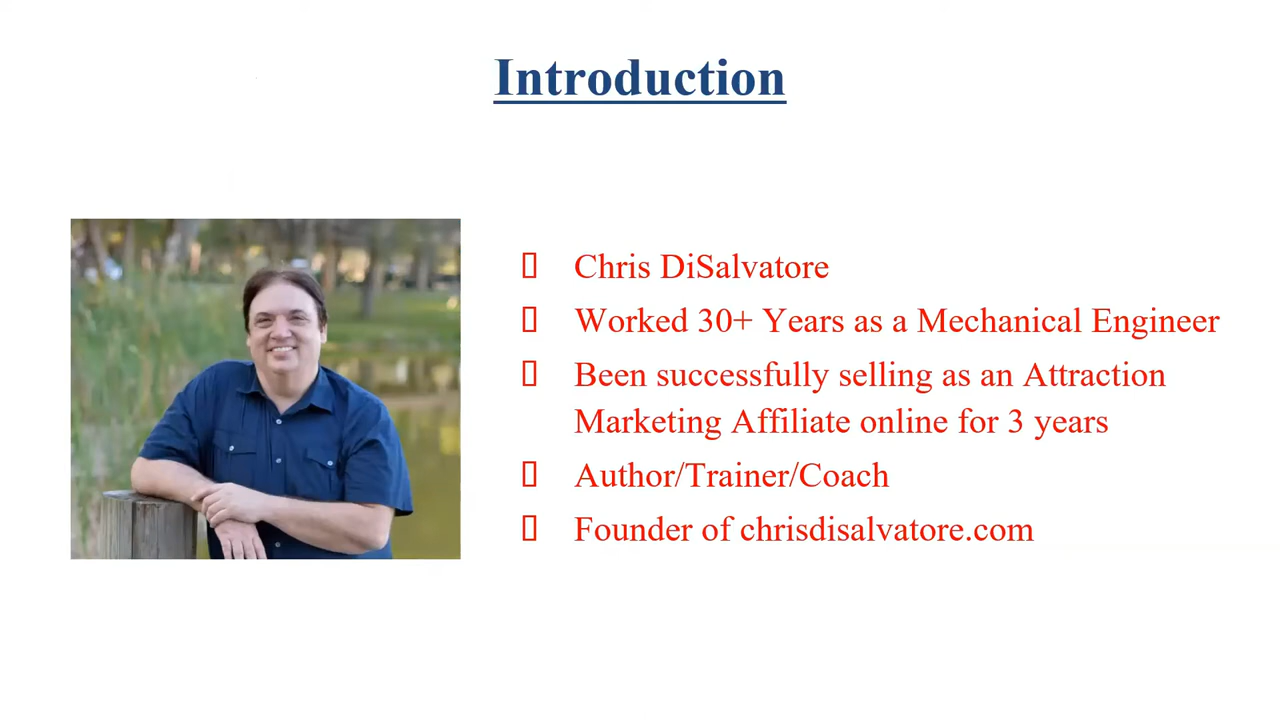 Introduction
Chris DiSalvatore
Worked 30+ Years as a Mechanical Engineer
Been successfully selling as an Attraction
Marketing Affiliate online for 3 years
Author/Trainer/Coach
Founder of chrisdisalvatore.com